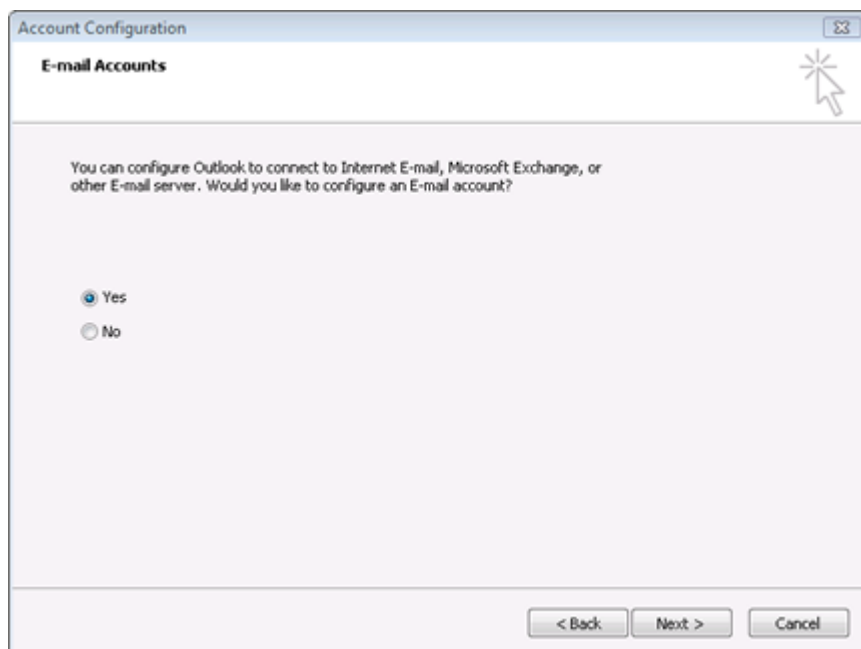 Account Configuration
E-mail Accounts
You can configure Outlook to connect to Internet E-mail, Microsoft Exchange, or
other E-mail server. Would you like to configure an E-mail account?
Yes
No
< Back Next > Cancel